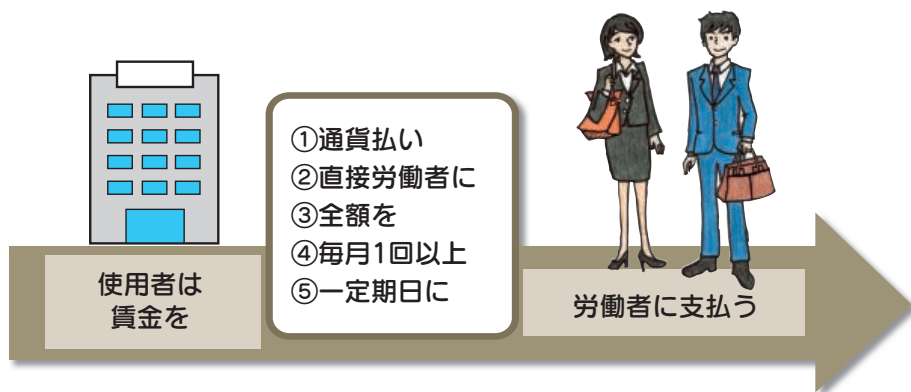 使用者は
賃金を
①通貨払い
②直接労働者に
③全額を
④毎月1回以上
⑤一定期日に
労働者に支払う